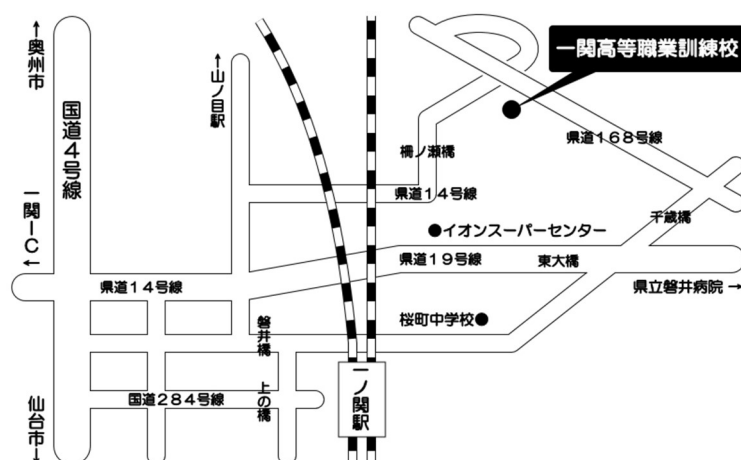 ↑奥州市
↑山ノ目駅
一関高等職業訓練校
国道4号線
県道168号線
柵ノ瀬橋
県道14号線
一関IC←
千歳橋
イオンスーパーセンター
県道19号線
東大橋
県道14号線
県立磐井病院→
磐井橋
桜町中学校
一ノ関駅
上の橋
国道284号線
仙台市↓